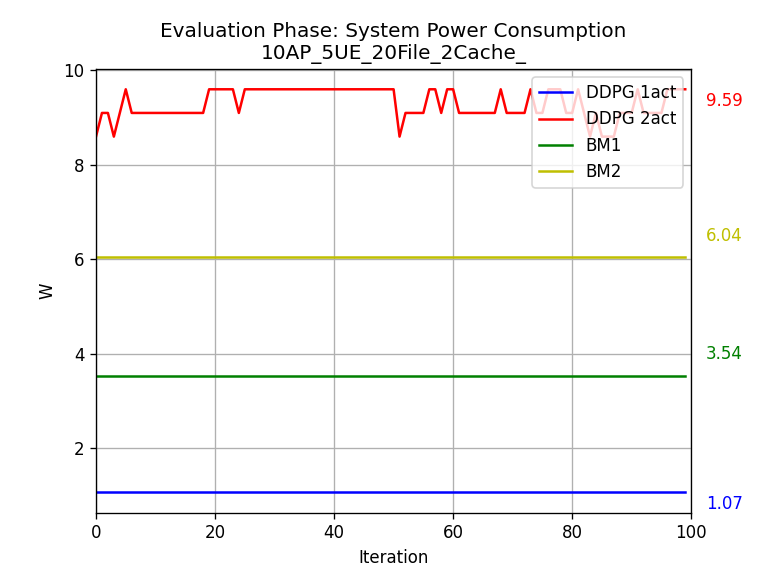 Evaluation Phase: System Power Consumption
10AP_5UE_20File_2Cache_
10
8
6
4
2
W
0
20
40
60
80
100
Iteration
DDPG 1act
DDPG 2act
BM1
BM2
9.59
6.04
3.54
1.07